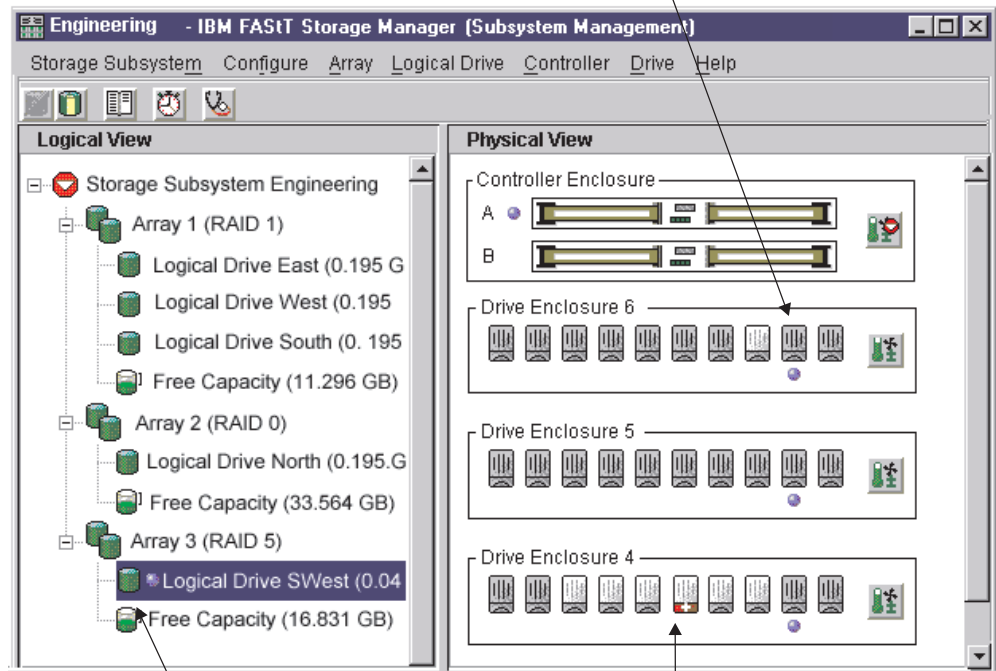 Engineering - IBM FAStT Storage Manager (Subsystem Management)
Storage Subsystem Configure Array Logical Drive Controller Drive Help
Logical View
Storage Subsystem Engineering
Array 1 (RAID 1)
Logical Drive East (0.195 G
Logical Drive West (0.195
Logical Drive South (0. 195
Free Capacity (11.296 GB)
Array 2 (RAID 0)
Logical Drive North (0.195.G
Free Capacity (33.564 GB)
Array 3 (RAID 5)
Logical Drive SWest (0.04
Free Capacity (16.831 GB)
Physical View
Controller Enclosure
A
B
Drive Enclosure 6
Drive Enclosure 5
Drive Enclosure 4